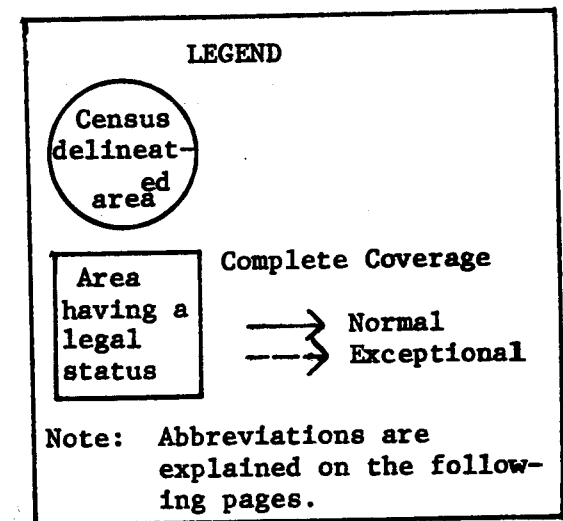 LEGEND
Census
delineat-
ed
area
Area
having a
legal
status
Complete Coverage
Normal
Exceptional
Note: Abbreviations are
explained on the follow-
ing pages.